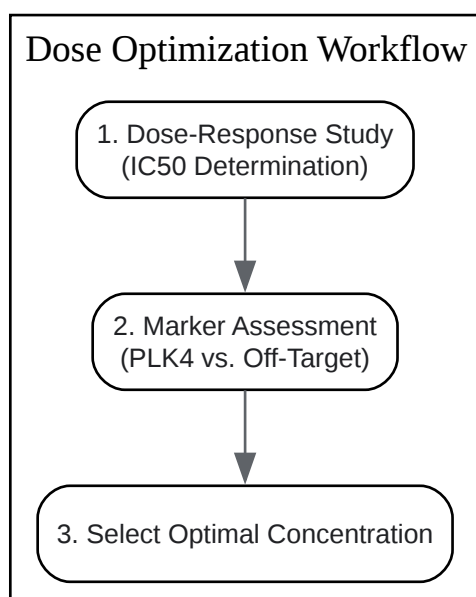 Dose Optimization Workflow
1. Dose-Response Study
(IC50 Determination)
2. Marker Assessment
(PLK4 vs. Off-Target)
3. Select Optimal Concentration